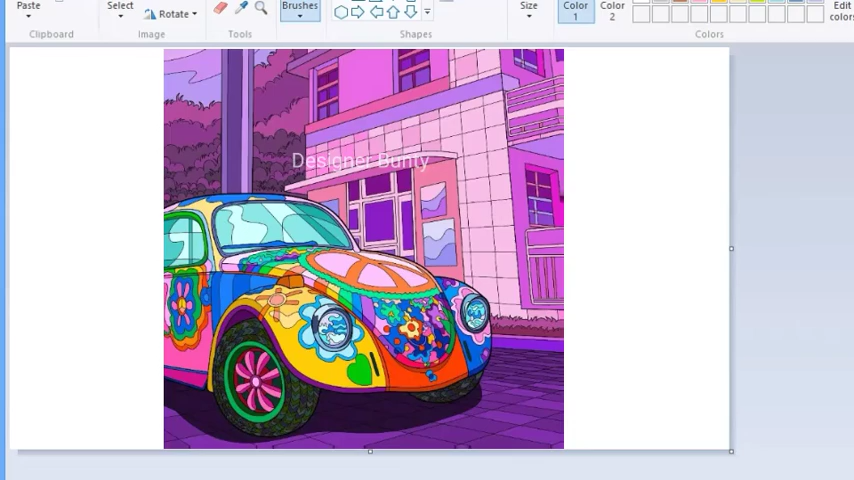 Paste
Select
Rotate
Brushes
Size
Color 1
Color 2
Edit colors
Clipboard
Image
Tools
Shapes
Colors
Designer Bunty